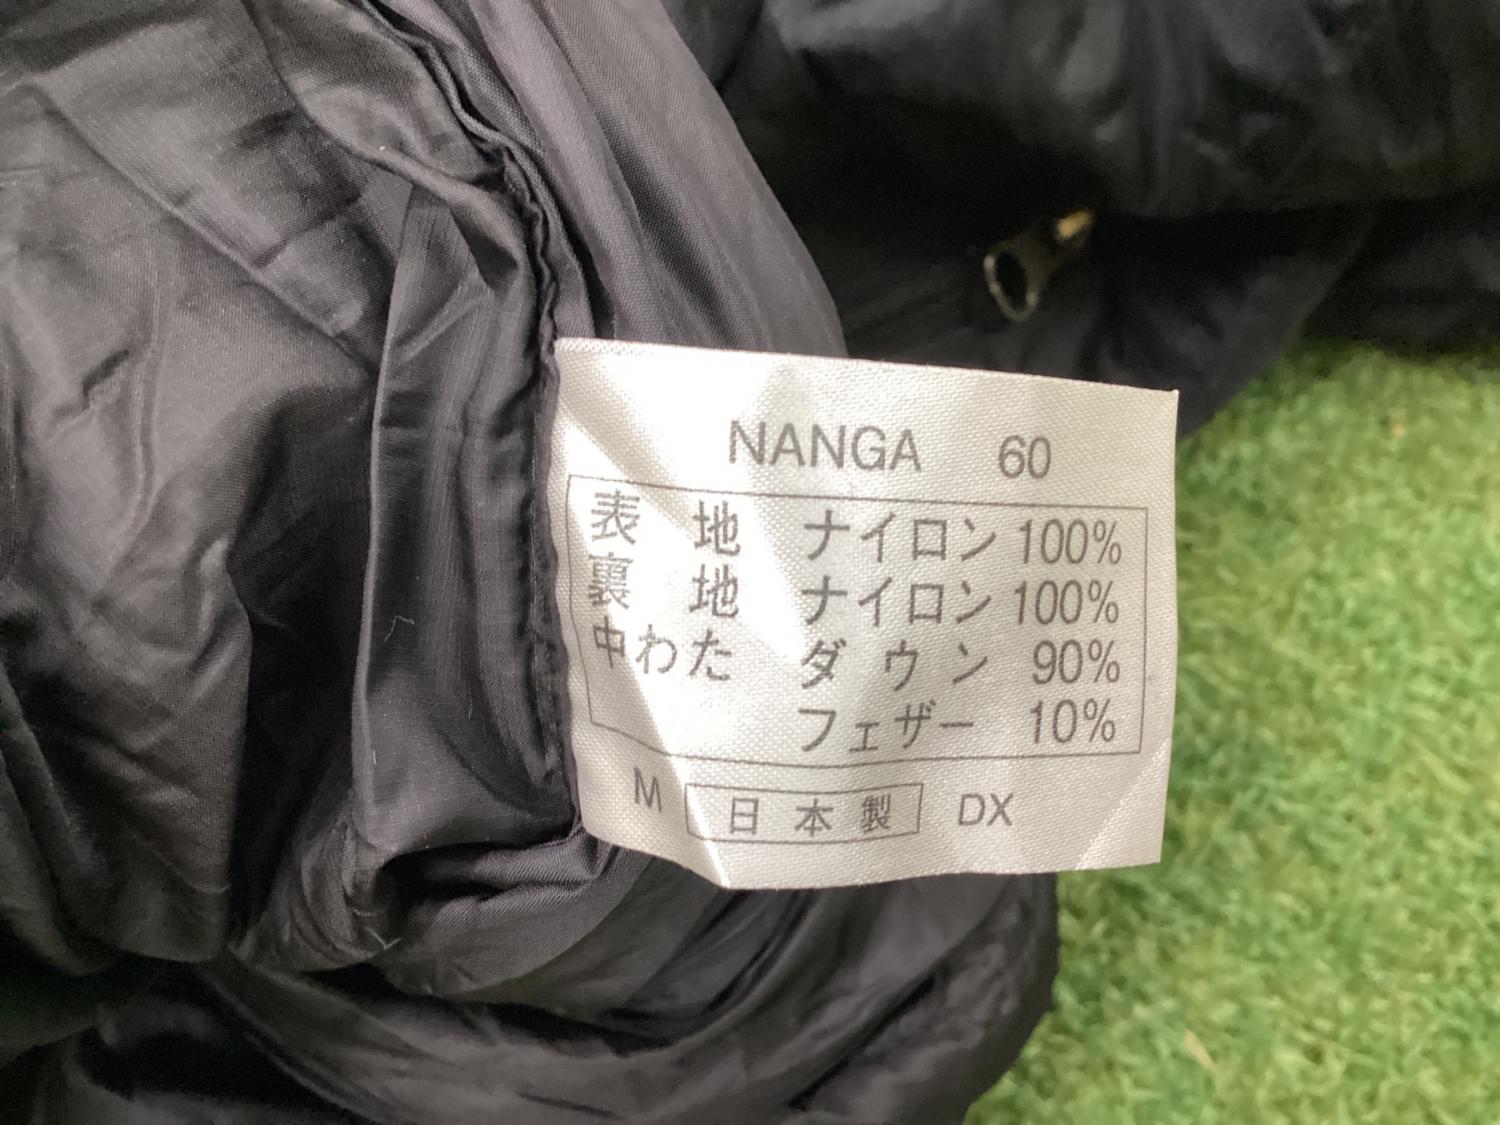 NANGA 60
表地 ナイロン 100%
裏地 ナイロン 100%
中わた ダウン 90%
フェザー 10%
M 日本製 DX